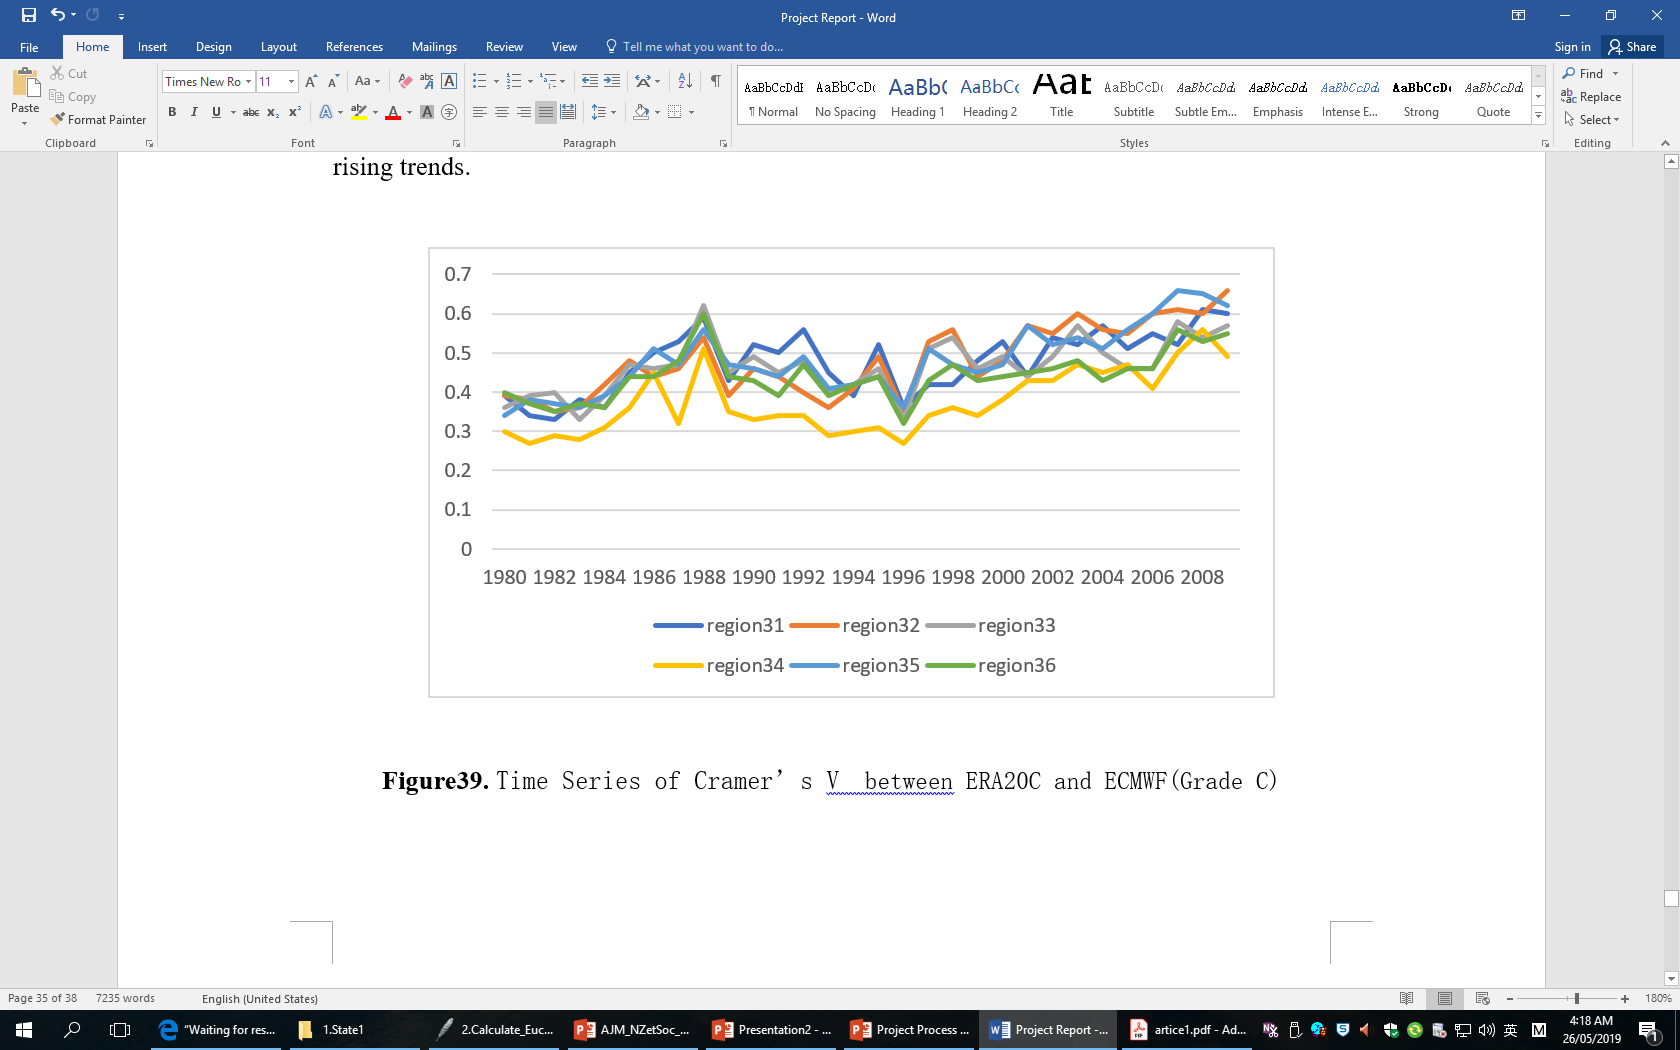 Project Report - Word
File Home Insert Design Layout References Mailings Review View Tell me what you want to do... Sign in Share
Paste Cut Copy Format Painter
Times New Ro 11
Find Replace Select
AaBbCcDdI AaBbCcDc AaBbC AaBbCc Aat AaBbCcDc AaBbCcDd AaBbCcDd AaBbCcDd AaBbCcDc AaBbCcDd
¶ Normal No Spacing Heading 1 Heading 2 Title Subtitle Subtle Em... Emphasis Intense E... Strong Quote
Clipboard Font Paragraph Styles Editing
rising trends.
0.7
0.6
0.5
0.4
0.3
0.2
0.1
0
1980 1982 1984 1986 1988 1990 1992 1994 1996 1998 2000 2002 2004 2006 2008
region31 region32 region33
region34 region35 region36
Figure39. Time Series of Cramer’s V between ERA20C and ECMWF(Grade C)
Page 35 of 38 7235 words English (United States) 180%
"Waiting for res... 1.State1 2.Calculate_Euc... AJM_NZetSoc_... Presentation2 - ... Project Process ... Project Report -... artice1.pdf - Ad... 英 M 4:18 AM
26/05/2019